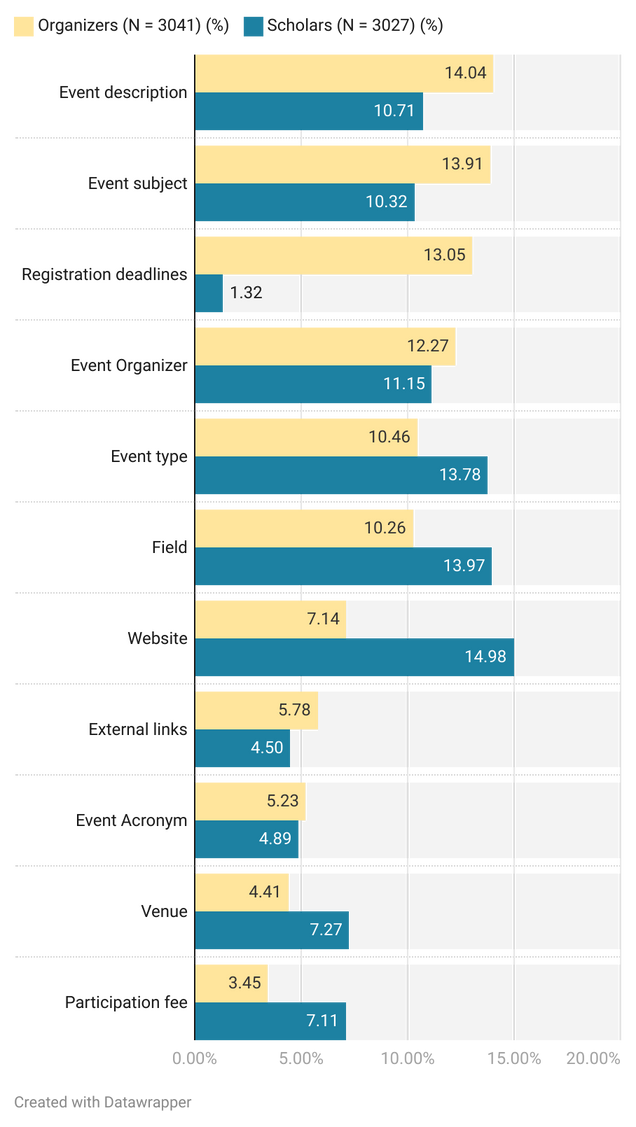 Organizers (N = 3041) (%) Scholars (N = 3027) (%)
Event description
14.04
10.71
Event subject
13.91
10.32
Registration deadlines
13.05
1.32
Event Organizer
12.27
11.15
Event type
10.46
13.78
Field
10.26
13.97
Website
7.14
14.98
External links
5.78
4.50
Event Acronym
5.23
4.89
Venue
4.41
7.27
Participation fee
3.45
7.11
0.00% 5.00% 10.00% 15.00% 20.00%
Created with Datawrapper